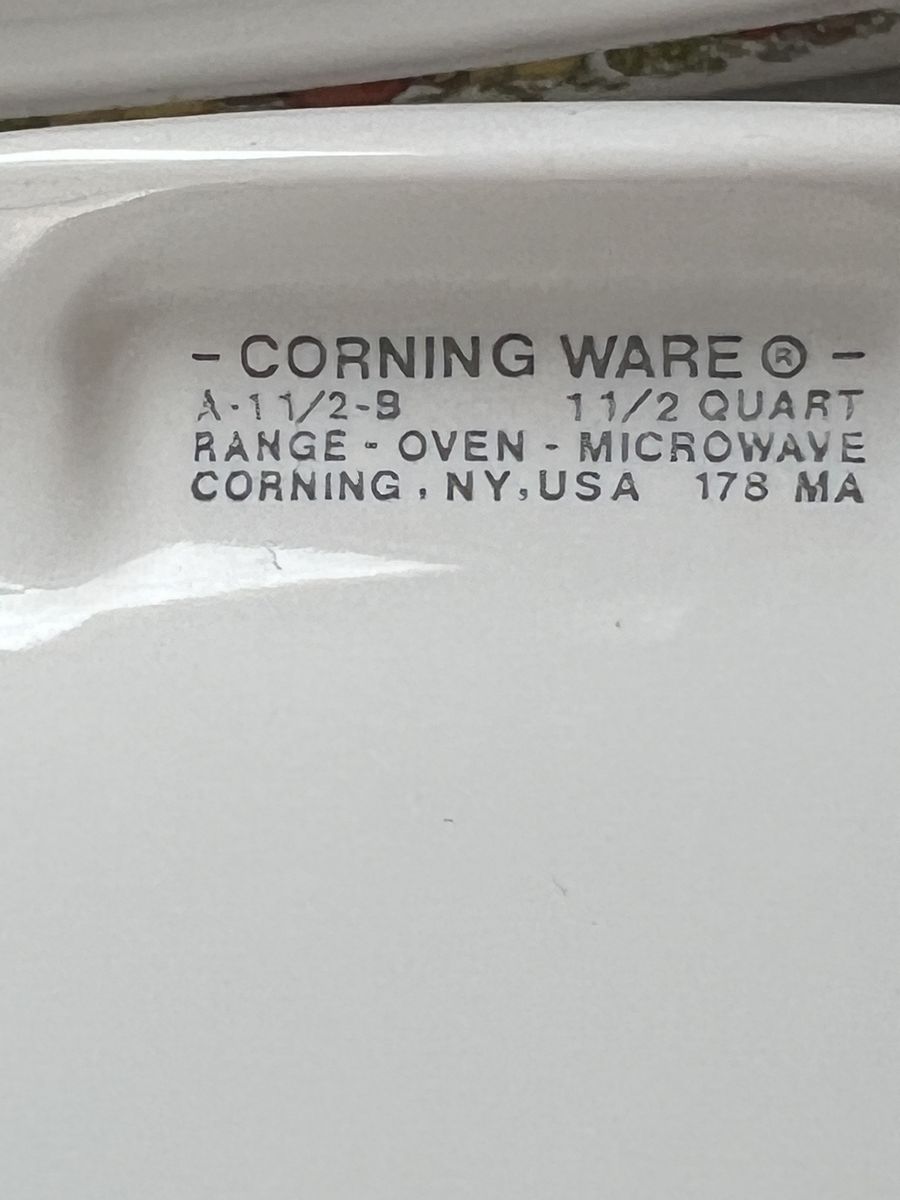 - CORNING WARE ® -
A-1 1/2-B 1 1/2 QUART
RANGE - OVEN - MICROWAVE
CORNING, NY, USA 178 MA